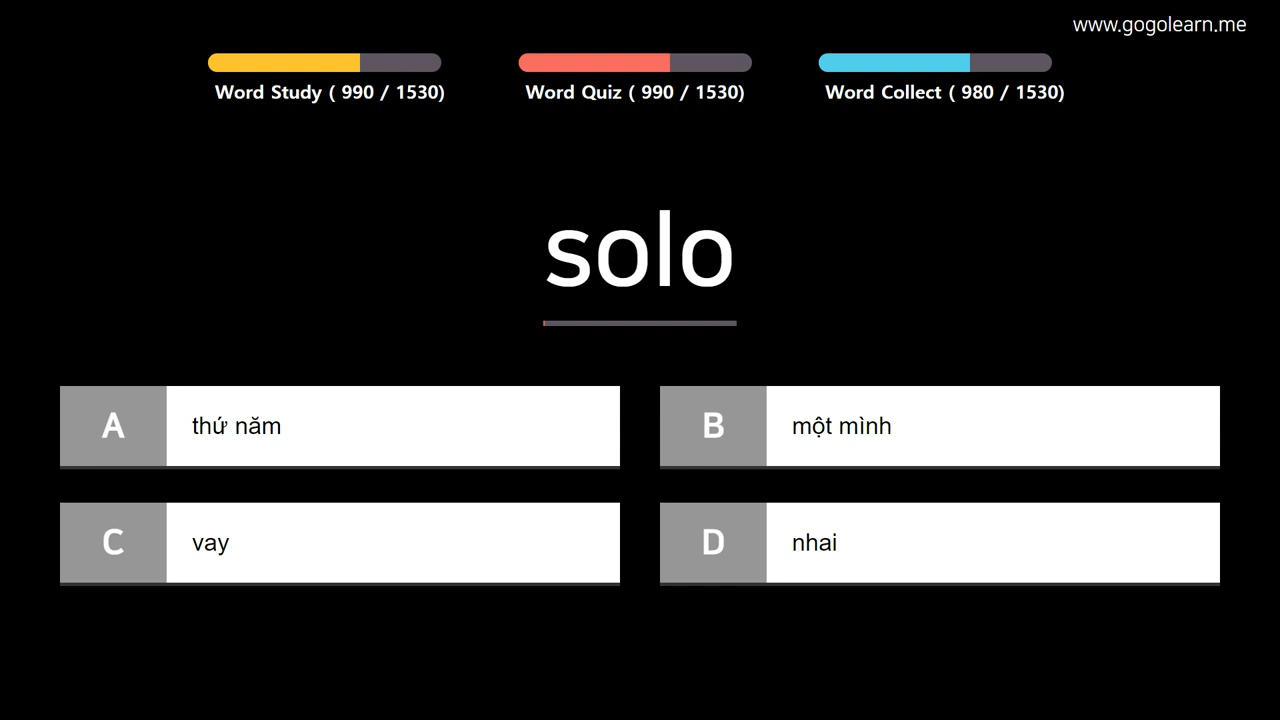 www.gogolearn.me
Word Study ( 990 / 1530)
Word Quiz ( 990 / 1530)
Word Collect ( 980 / 1530)
solo
A thứ năm
B một mình
C vay
D nhai